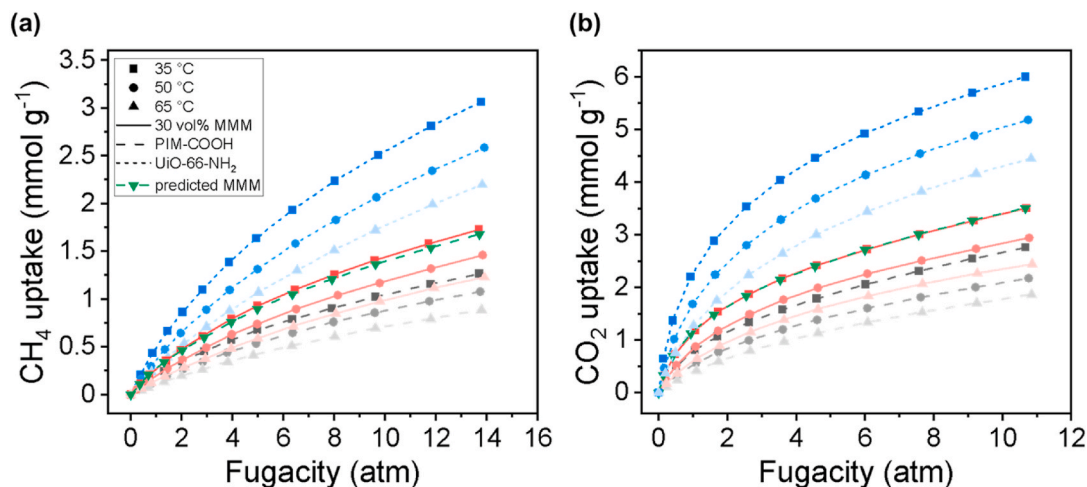 (a)
CH₄ uptake (mmol g⁻¹)
3.5
3
2.5
2
1.5
1
0.5
0
35 °C
50 °C
65 °C
30 vol% MMM
PIM-COOH
UiO-66-NH₂
predicted MMM
0 2 4 6 8 10 12 14 16
Fugacity (atm)
(b)
CO₂ uptake (mmol g⁻¹)
6
5
4
3
2
1
0
0 2 4 6 8 10 12
Fugacity (atm)